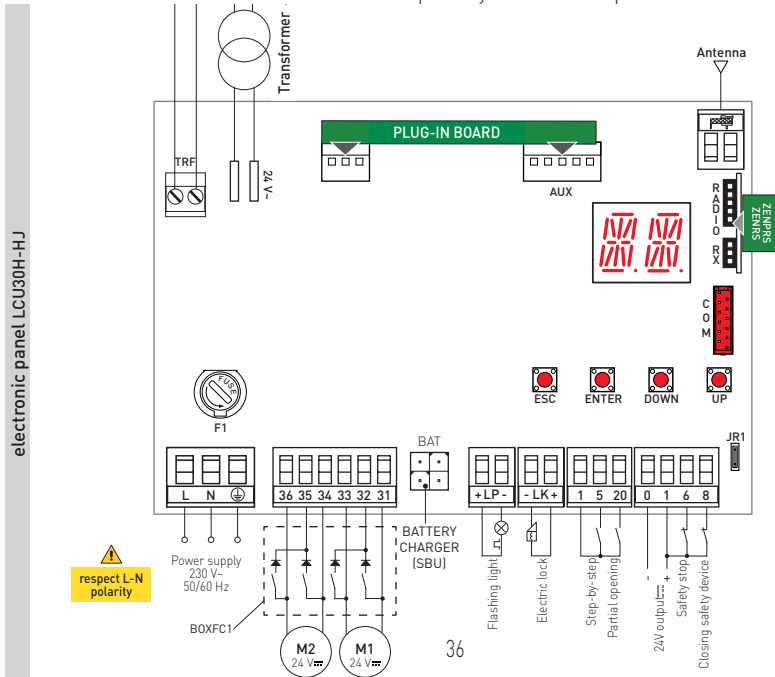 electronic panel LCU30H-HJ
Transformer
Antenna
PLUG-IN BOARD
TRF
24 V~
AUX
RADIO
RX
ZENPRS
ZENRS
COM
FUSE
F1
ESC
ENTER
DOWN
UP
BAT
JR1
L N
36 35 34 33 32 31
+LP-
- LK +
1 5 20
0 1 6 8
BATTERY
CHARGER
(SBU)
Power supply
230 V~
50/60 Hz
respect L-N
polarity
BOXFC1
M2
24 V
M1
24 V
Flashing light
Electric lock
Step-by-step
Partial opening
- +
24V output
Safety stop
Closing safety device
36